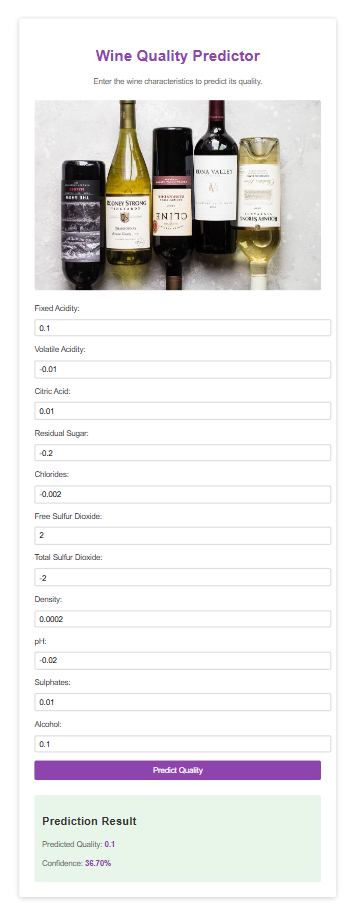 Wine Quality Predictor
Enter the wine characteristics to predict its quality.
RODNEY STRONG
VINEYARDS
CHARDONNAY
CLINE
EDNA VALLEY
RODNEY STRONG
Fixed Acidity:
0.1
Volatile Acidity:
-0.01
Citric Acid:
0.01
Residual Sugar:
-0.2
Chlorides:
-0.002
Free Sulfur Dioxide:
2
Total Sulfur Dioxide:
-2
Density:
0.0002
pH:
-0.02
Sulphates:
0.01
Alcohol:
0.1
Predict Quality
Prediction Result
Predicted Quality: 0.1
Confidence: 36.70%